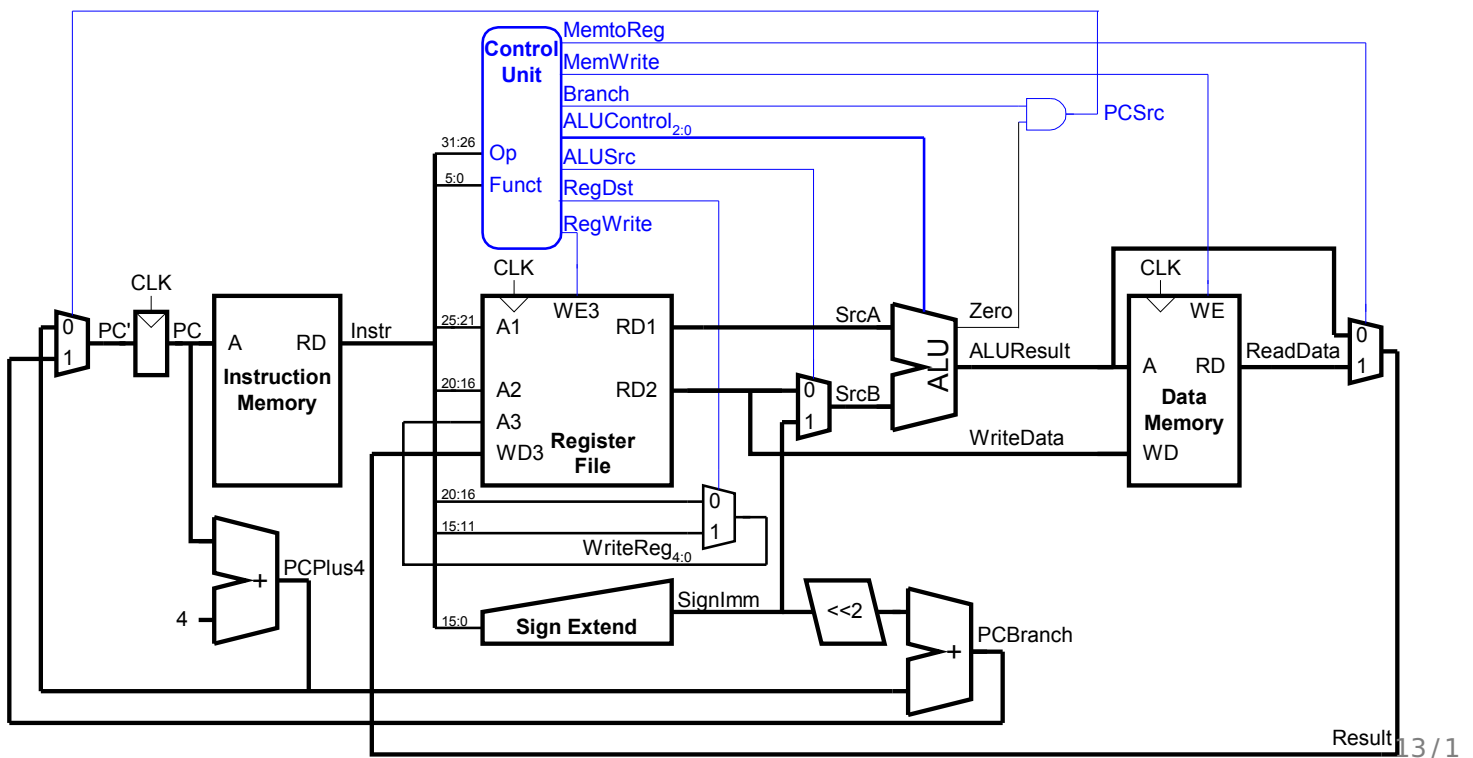 MemtoReg
Control
Unit
MemWrite
Branch
PCSrc
ALUControl2:0
31:26
Op
ALUSrc
5:0
Funct
RegDst
RegWrite
CLK
CLK
CLK
0
1
PC'
PC
A
RD
Instr
Instruction
Memory
25:21
A1
WE3
RD1
SrcA
Zero
WE
0
1
20:16
A2
RD2
0
1
SrcB
ALU
ALUResult
A
RD
ReadData
Data
Memory
A3
WD3
Register
File
WriteData
WD
20:16
0
15:11
1
WriteReg4:0
PCPlus4
+
4
SignImm
15:0
Sign Extend
<<2
+
PCBranch
Result
13/1